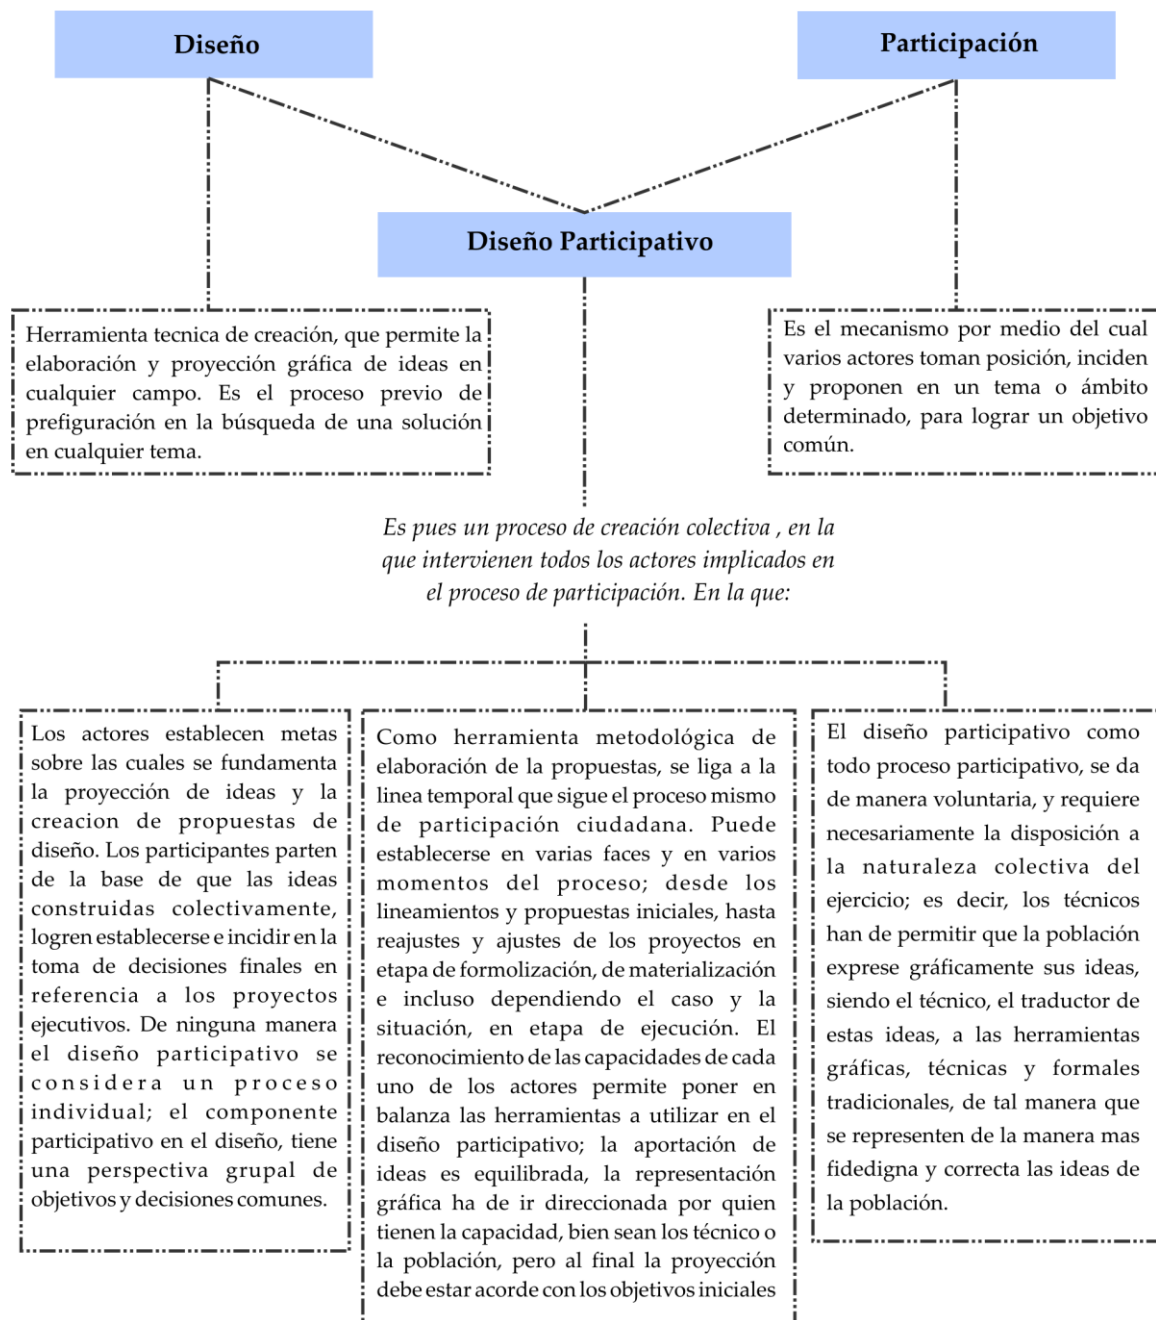 Diseño
Participación
Diseño Participativo
Herramienta tecnica de creación, que permite la
elaboración y proyección gráfica de ideas en
cualquier campo. Es el proceso previo de
prefiguración en la búsqueda de una solución
en cualquier tema.
Es el mecanismo por medio del cual
varios actores toman posición, inciden
y proponen en un tema o ámbito
determinado, para lograr un objetivo
común.
Es pues un proceso de creación colectiva , en la
que intervienen todos los actores implicados en
el proceso de participación. En la que:
Los actores establecen metas
sobre las cuales se fundamenta
la proyección de ideas y la
creacion de propuestas de
diseño. Los participantes parten
de la base de que las ideas
construidas colectivamente,
logren establecerse e incidir en la
toma de decisiones finales en
referencia a los proyectos
ejecutivos. De ninguna manera
el diseño participativo se
considera un proceso
individual; el componente
participativo en el diseño, tiene
una perspectiva grupal de
objetivos y decisiones comunes.
Como herramienta metodológica de
elaboración de la propuestas, se liga a la
linea temporal que sigue el proceso mismo
de participación ciudadana. Puede
establecerse en varias faces y en varios
momentos del proceso; desde los
lineamientos y propuestas iniciales, hasta
reajustes y ajustes de los proyectos en
etapa de formolización, de materialización
e incluso dependiendo el caso y la
situación, en etapa de ejecución. El
reconocimiento de las capacidades de cada
uno de los actores permite poner en
balanza las herramientas a utilizar en el
diseño participativo; la aportación de
ideas es equilibrada, la representación
gráfica ha de ir direccionada por quien
tienen la capacidad, bien sean los técnico o
la población, pero al final la proyección
debe estar acorde con los objetivos iniciales
El diseño participativo como
todo proceso participativo, se da
de manera voluntaria, y requiere
necesariamente la disposición a
la naturaleza colectiva del
ejercicio; es decir, los técnicos
han de permitir que la población
exprese gráficamente sus ideas,
siendo el técnico, el traductor de
estas ideas, a las herramientas
gráficas, técnicas y formales
tradicionales, de tal manera que
se representen de la manera mas
fidedigna y correcta las ideas de
la población.